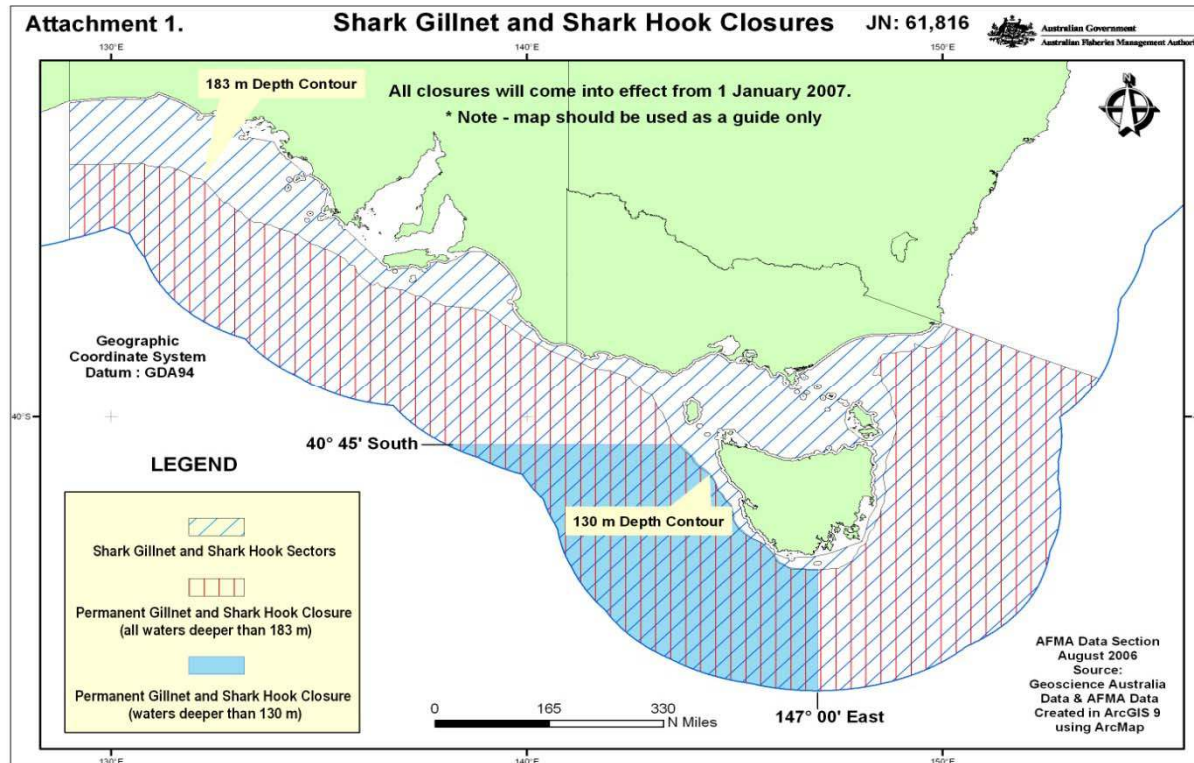 Attachment 1.
Shark Gillnet and Shark Hook Closures
JN: 61,816
Australian Government
Australian Fisheries Management Authori
130°E
140°E
150°E
183 m Depth Contour
All closures will come into effect from 1 January 2007.
* Note - map should be used as a guide only
N
Geographic
Coordinate System
Datum : GDA94
40°S
40° 45' South
130 m Depth Contour
LEGEND
Shark Gillnet and Shark Hook Sectors
Permanent Gillnet and Shark Hook Closure
(all waters deeper than 183 m)
Permanent Gillnet and Shark Hook Closure
(waters deeper than 130 m)
0 165 330
N Miles
147° 00' East
AFMA Data Section
August 2006
Source:
Geoscience Australia
Data & AFMA Data
Created in ArcGIS 9
using ArcMap
130°E
140°E
150°E